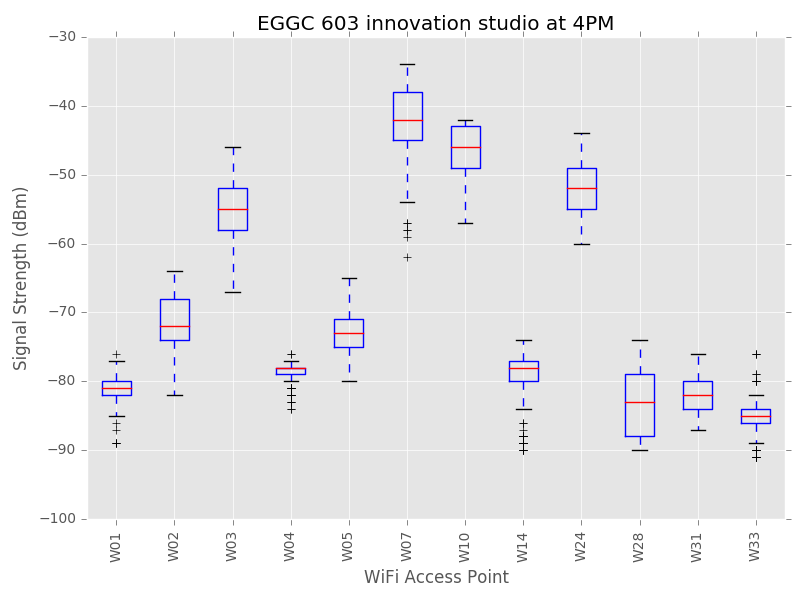 EGGC 603 innovation studio at 4PM
−30
−40
−50
−60
−70
−80
−90
−100
Signal Strength (dBm)
W01
W02
W03
W04
W05
W07
W10
W14
W24
W28
W31
W33
WiFi Access Point